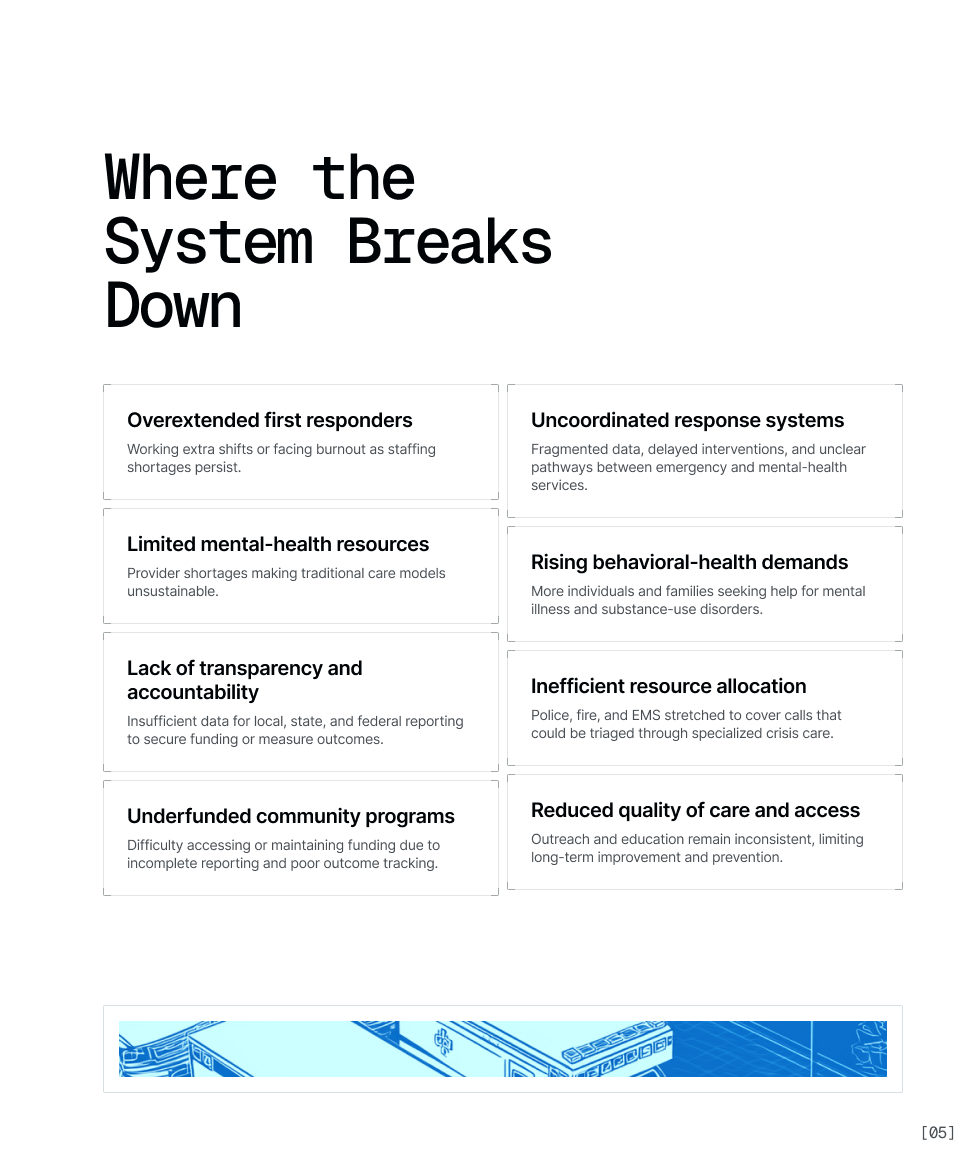 Where the
System Breaks
Down
Overextended first responders
Working extra shifts or facing burnout as staffing
shortages persist.
Limited mental-health resources
Provider shortages making traditional care models
unsustainable.
Lack of transparency and
accountability
Insufficient data for local, state, and federal reporting
to secure funding or measure outcomes.
Underfunded community programs
Difficulty accessing or maintaining funding due to
incomplete reporting and poor outcome tracking.
Uncoordinated response systems
Fragmented data, delayed interventions, and unclear
pathways between emergency and mental-health
services.
Rising behavioral-health demands
More individuals and families seeking help for mental
illness and substance-use disorders.
Inefficient resource allocation
Police, fire, and EMS stretched to cover calls that
could be triaged through specialized crisis care.
Reduced quality of care and access
Outreach and education remain inconsistent, limiting
long-term improvement and prevention.
[05]